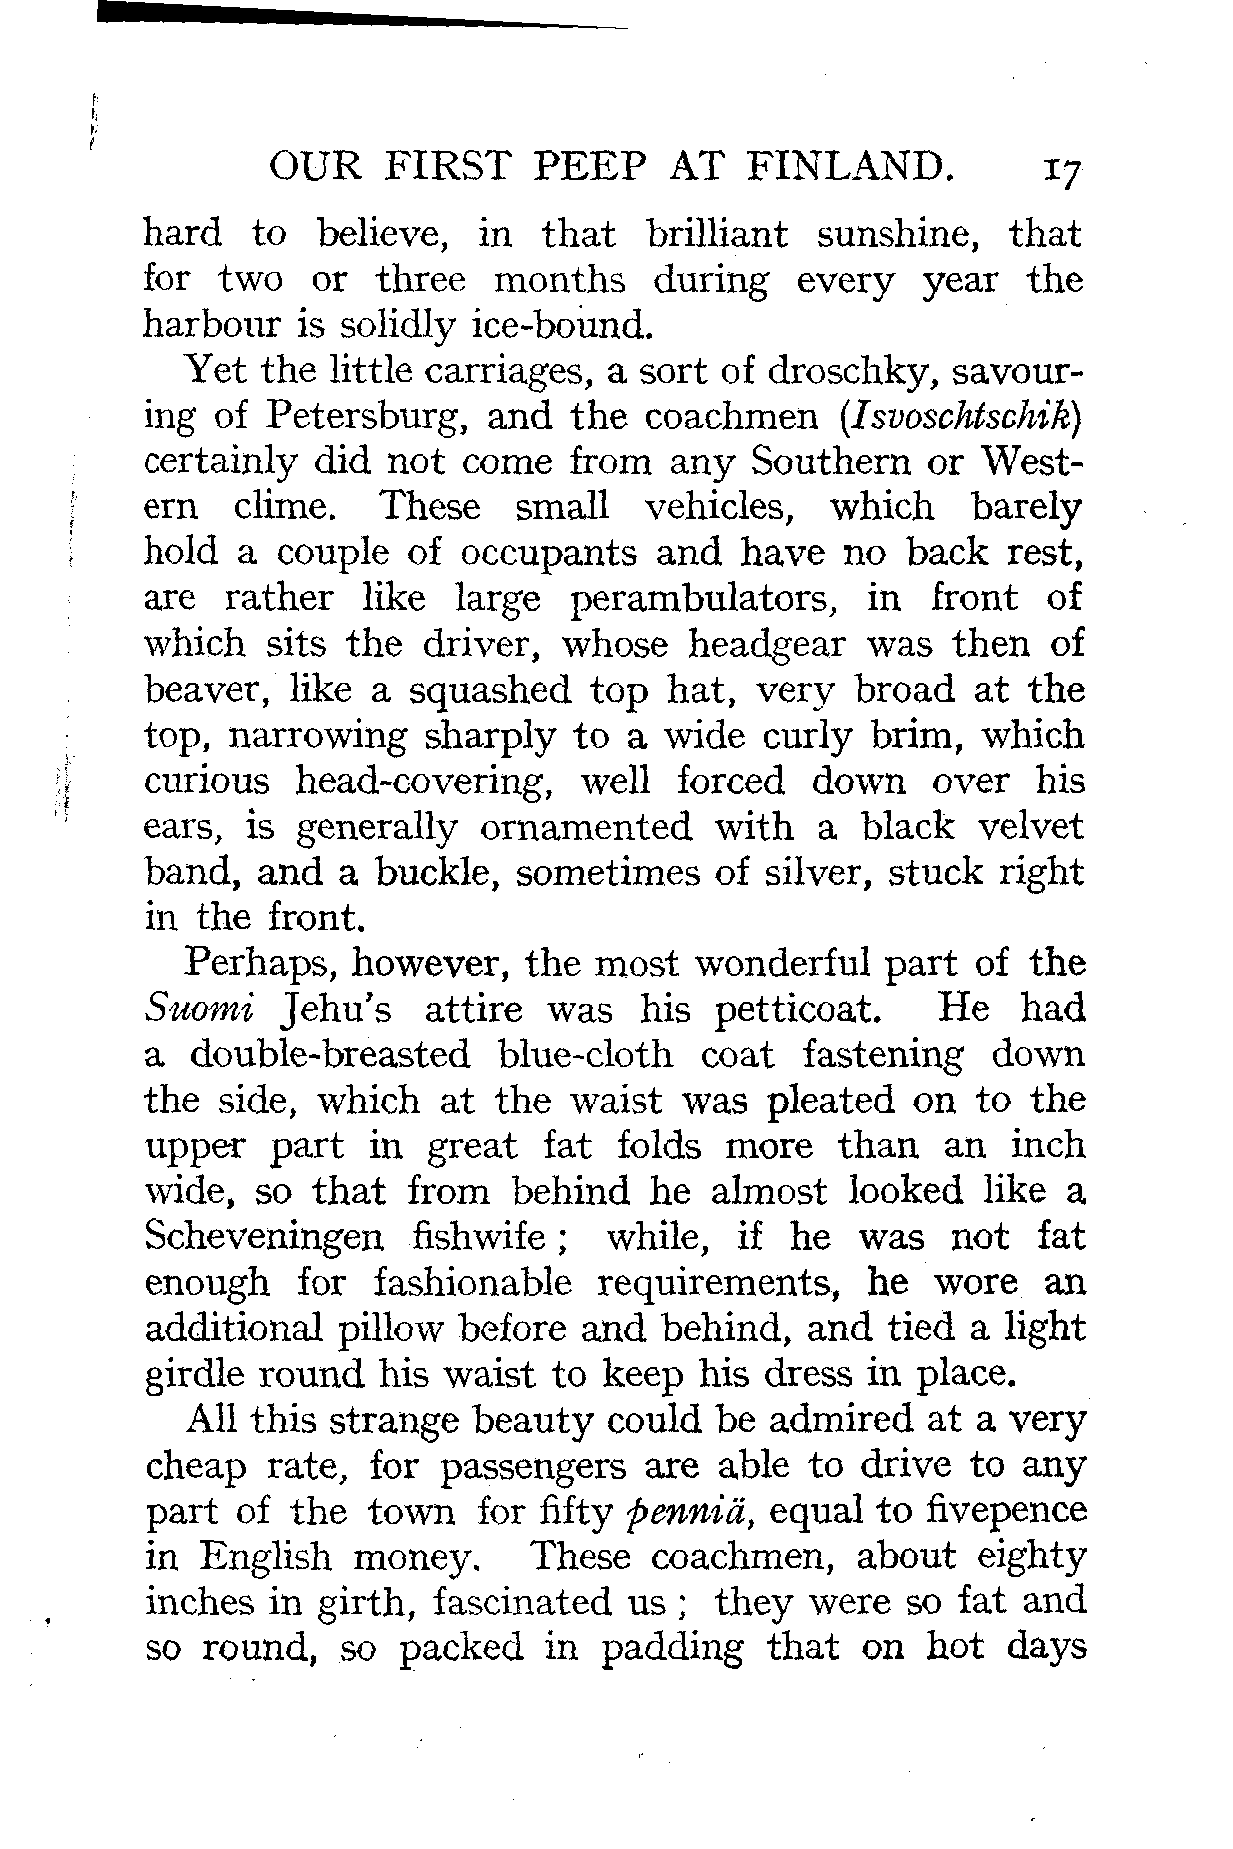 OUR FIRST PEEP AT FINLAND. 17
hard to believe, in that brilliant sunshine, that
for two or three months during every year the
harbour is solidly ice-bound.
Yet the little carriages, a sort of droschky, savour-
ing of Petersburg, and the coachmen (Isvoschtschik)
certainly did not come from any Southern or West-
ern clime. These small vehicles, which barely
hold a couple of occupants and have no back rest,
are rather like large perambulators, in front of
which sits the driver, whose headgear was then of
beaver, like a squashed top hat, very broad at the
top, narrowing sharply to a wide curly brim, which
curious head-covering, well forced down over his
ears, is generally ornamented with a black velvet
band, and a buckle, sometimes of silver, stuck right
in the front.
Perhaps, however, the most wonderful part of the
Suomi Jehu's attire was his petticoat. He had
a double-breasted blue-cloth coat fastening down
the side, which at the waist was pleated on to the
upper part in great fat folds more than an inch
wide, so that from behind he almost looked like a
Scheveningen fishwife ; while, if he was not fat
enough for fashionable requirements, he wore an
additional pillow before and behind, and tied a light
girdle round his waist to keep his dress in place.
All this strange beauty could be admired at a very
cheap rate, for passengers are able to drive to any
part of the town for fifty penniä, equal to fivepence
in English money. These coachmen, about eighty
inches in girth, fascinated us ; they were so fat and
so round, so packed in padding that on hot days